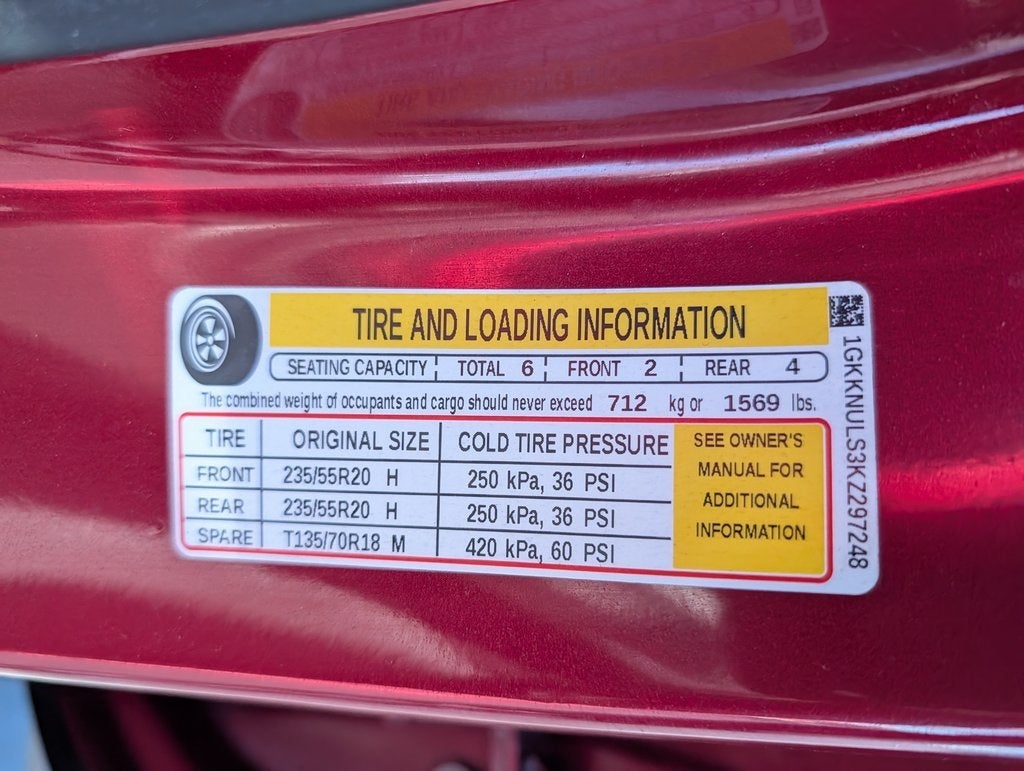 TIRE AND LOADING INFORMATION
SEATING CAPACITY TOTAL 6 FRONT 2 REAR 4
The combined weight of occupants and cargo should never exceed 712 kg or 1569 lbs.
TIRE ORIGINAL SIZE COLD TIRE PRESSURE
FRONT 235/55R20 H 250 kPa, 36 PSI
REAR 235/55R20 H 250 kPa, 36 PSI
SPARE T135/70R18 M 420 kPa, 60 PSI
SEE OWNER'S
MANUAL FOR
ADDITIONAL
INFORMATION
1GKKNULS3KZ297248